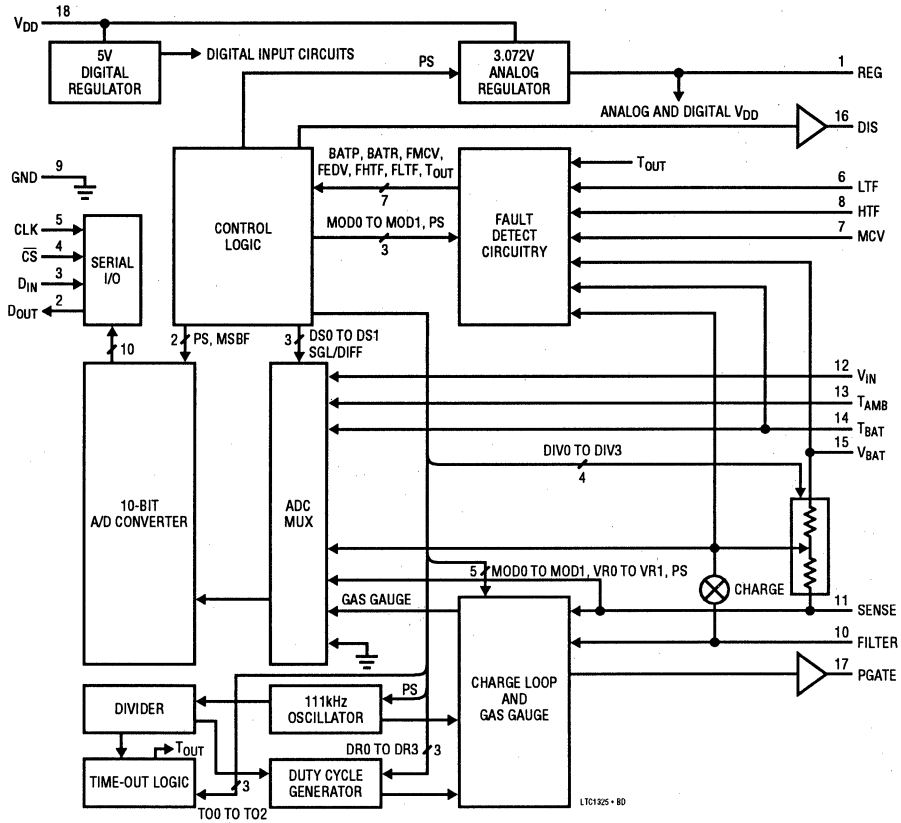 VDD 18
5V
DIGITAL
REGULATOR
DIGITAL INPUT CIRCUITS
PS
3.072V
ANALOG
REGULATOR
1 REG
ANALOG AND DIGITAL VDD
16 DIS
GND 9
CLK 5
CS 4
DIN 3
DOUT 2
SERIAL
I/O
10
CONTROL
LOGIC
BATP, BATR, FMCV,
FEDV, FHTF, FLTF, TOUT
7
MOD0 TO MOD1, PS
3
FAULT
DETECT
CIRCUITRY
TOUT
6 LTF
8 HTF
7 MCV
2 PS, MSBF
3 DS0 TO DS1
SGL/DIFF
12 VIN
13 TAMB
14 TBAT
15 VBAT
DIV0 TO DIV3
4
10-BIT
A/D CONVERTER
ADC
MUX
5 MOD0 TO MOD1, VR0 TO VR1, PS
CHARGE
GAS GAUGE
11 SENSE
10 FILTER
17 PGATE
CHARGE LOOP
AND
GAS GAUGE
PS
DIVIDER
111kHz
OSCILLATOR
TOUT
DR0 TO DR3 3
TIME-OUT LOGIC
3
TO0 TO TO2
DUTY CYCLE
GENERATOR
LTC1325 • BD